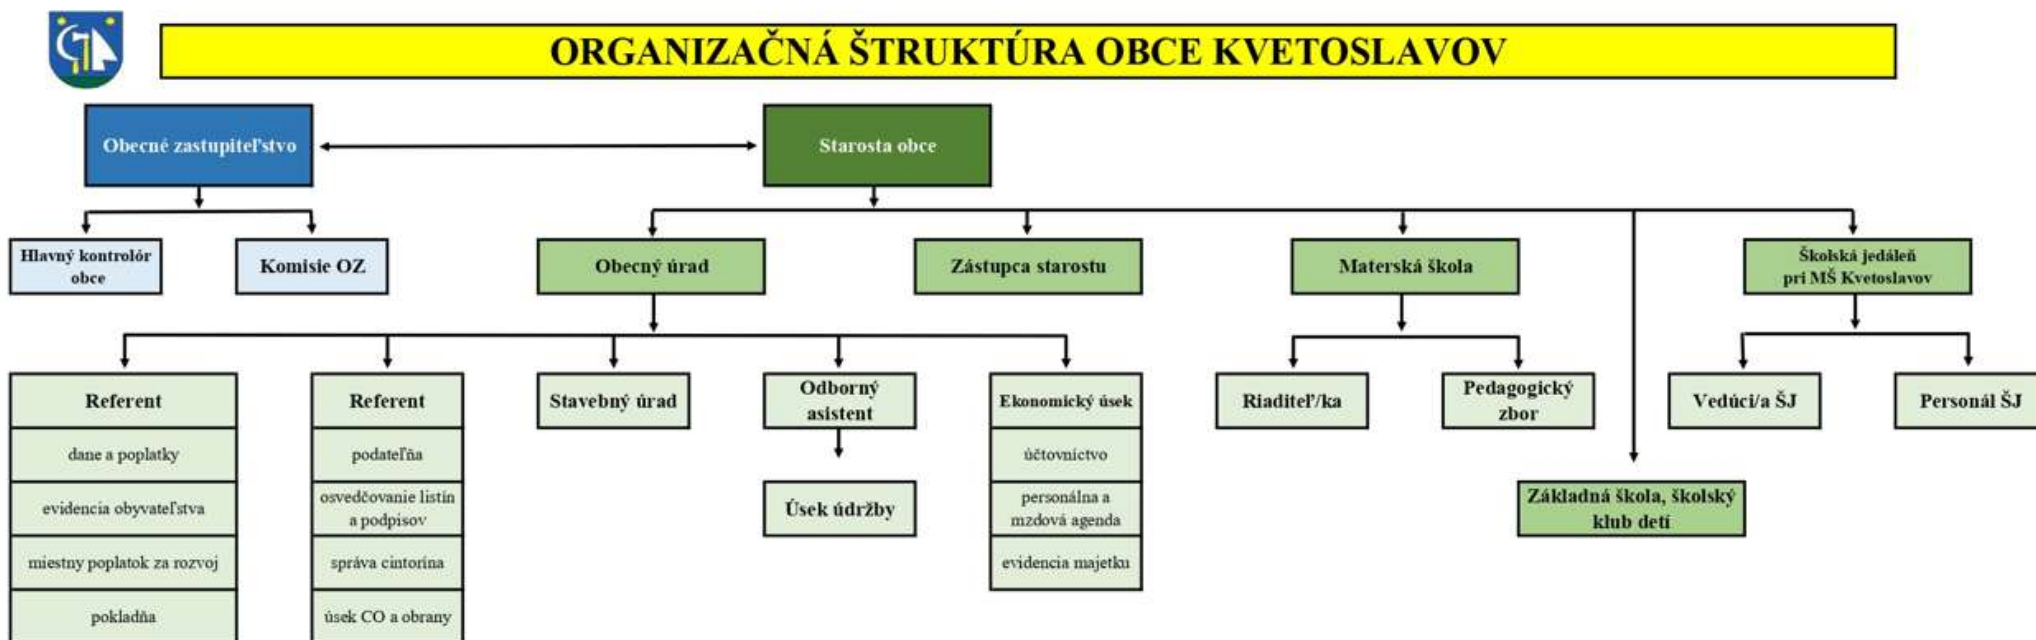 ORGANIZAČNÁ ŠTRUKTÚRA OBCE KVETOSLAVOV
Obecné zastupiteľstvo
Starosta obce
Hlavný kontrolór
obce
Komisie OZ
Obecný úrad
Zástupca starostu
Materská škola
Školská jedáleň
pri MŠ Kvetoslavov
Referent
dane a poplatky
evidencia obyvateľstva
miestny poplatok za rozvoj
pokladňa
Referent
podateľňa
osvedčovanie listín
a podpisov
správa cintorína
úsek CO a obrany
Stavebný úrad
Odborný
asistent
Úsek údržby
Ekonomický úsek
účtovníctvo
personálna a
mzdová agenda
evidencia majetku
Riaditeľ/ka
Pedagogický
zbor
Vedúci/a ŠJ
Personál ŠJ
Základná škola, školský
klub detí